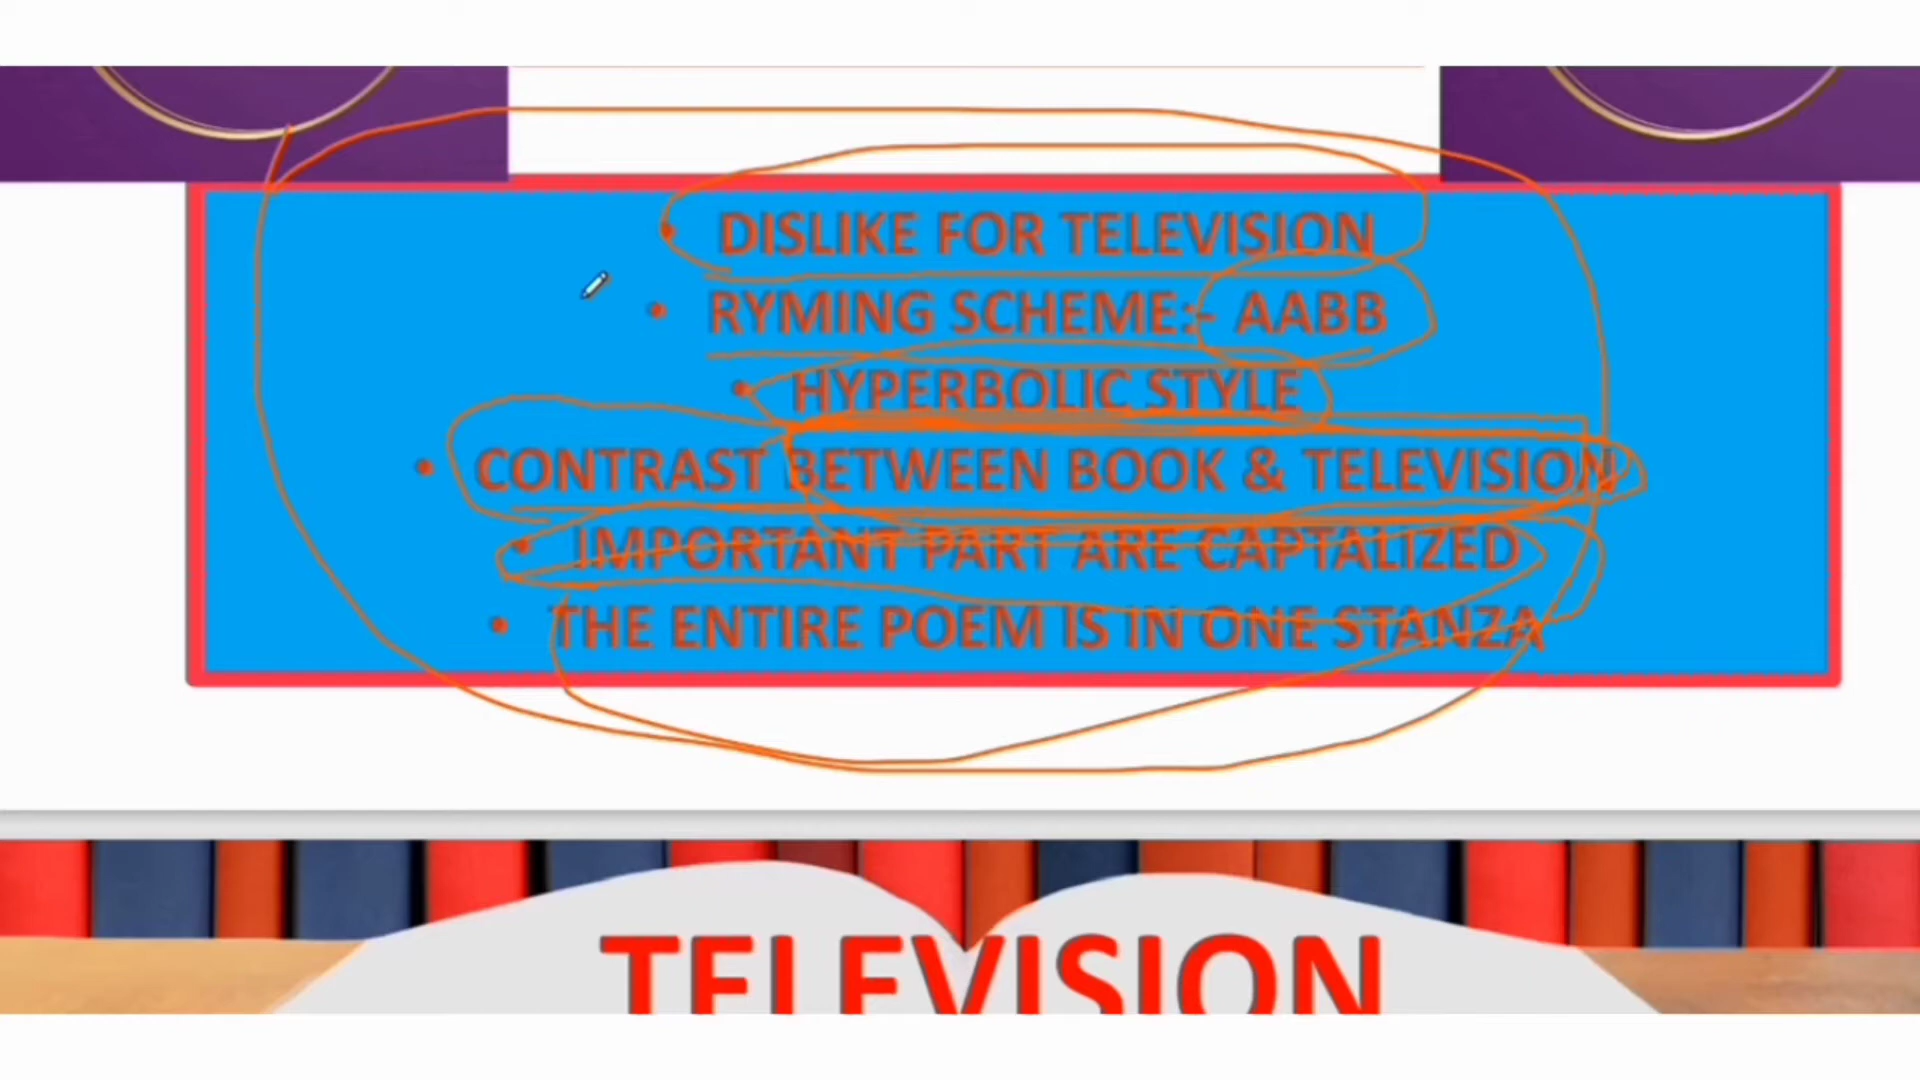 • DISLIKE FOR TELEVISION
• RYMING SCHEME:- AABB
• HYPERBOLIC STYLE
• CONTRAST BETWEEN BOOK & TELEVISION
• IMPORTANT PART ARE CAPTALIZED
• THE ENTIRE POEM IS IN ONE STANZA
TELEVISION